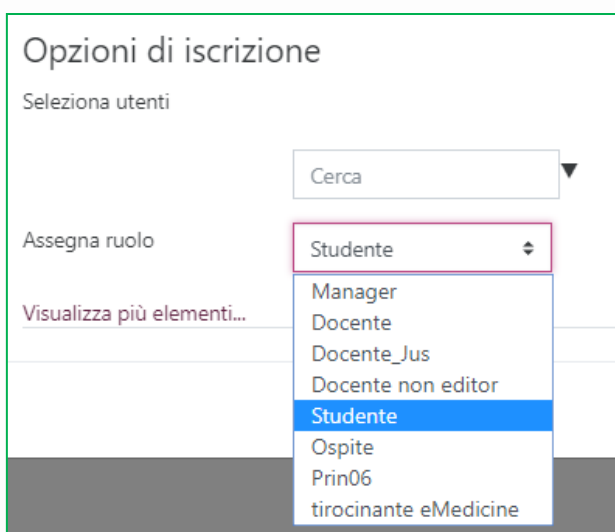 Opzioni di iscrizione
Seleziona utenti
Cerca
Assegna ruolo
Studente
Visualizza più elementi...
Manager
Docente
Docente_Jus
Docente non editor
Studente
Ospite
Prin06
tirocinante eMedicine